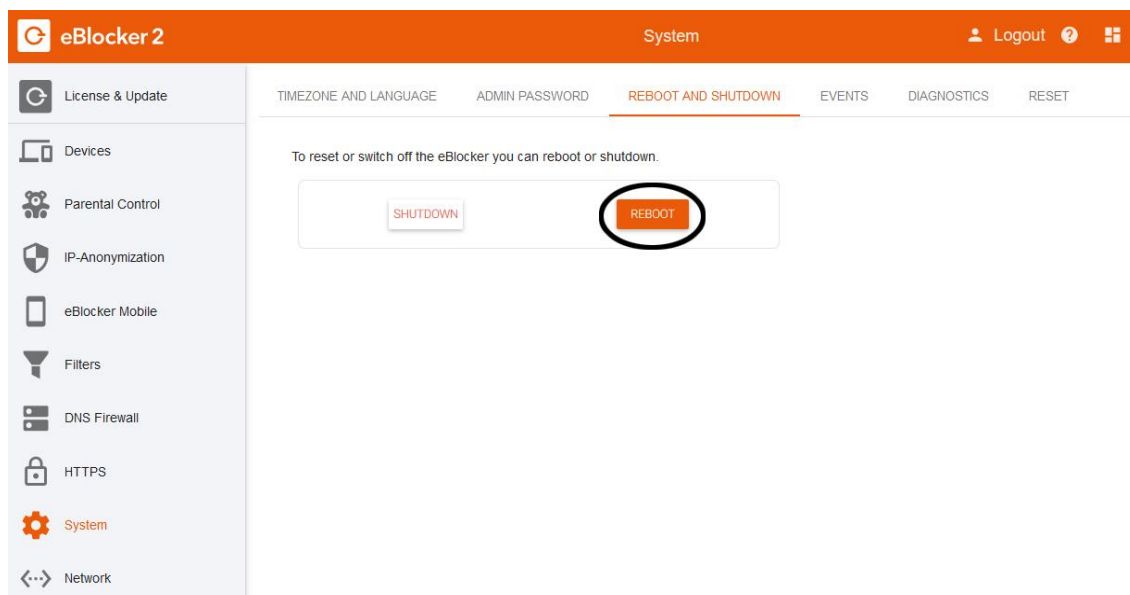 eBlocker 2
System
Logout
License & Update
Devices
Parental Control
IP-Anonymization
eBlocker Mobile
Filters
DNS Firewall
HTTPS
System
Network
TIMEZONE AND LANGUAGE ADMIN PASSWORD REBOOT AND SHUTDOWN EVENTS DIAGNOSTICS RESET
To reset or switch off the eBlocker you can reboot or shutdown.
SHUTDOWN REBOOT